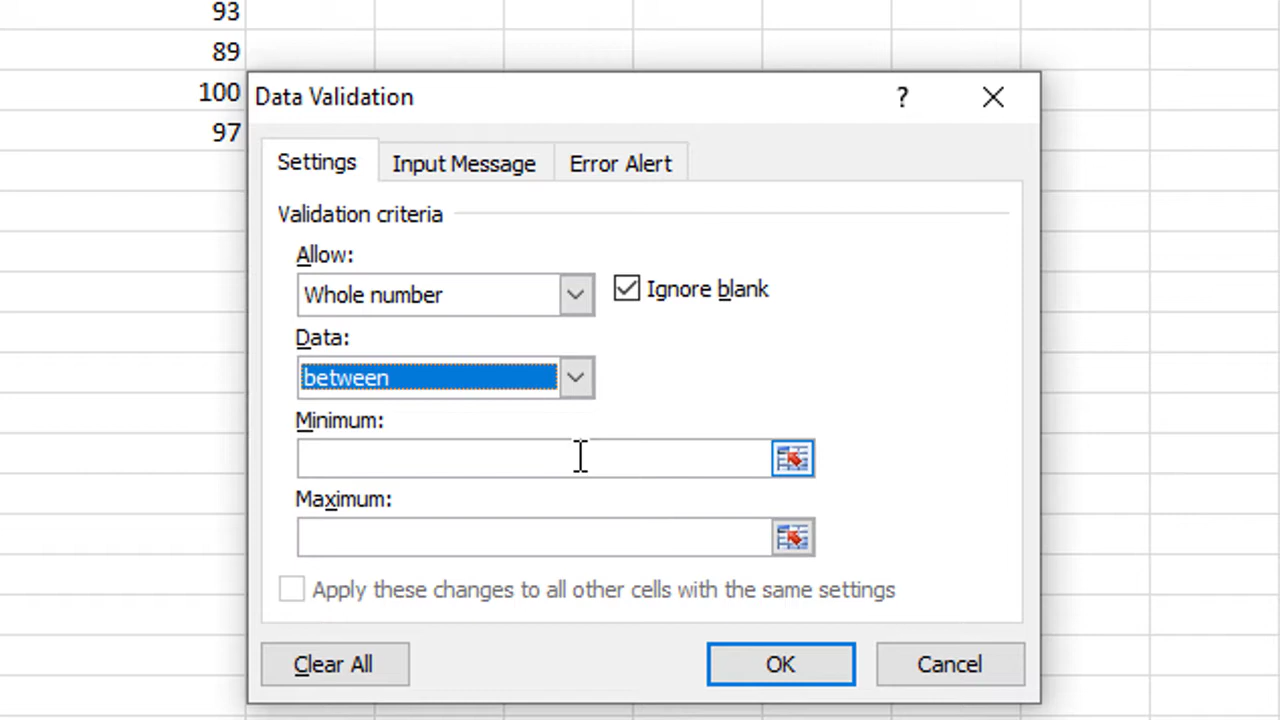 93
89
100
97
Data Validation ?
Settings Input Message Error Alert
Validation criteria
Allow:
Whole number Ignore blank
Data:
between
Minimum:
Maximum:
Apply these changes to all other cells with the same settings
Clear All OK Cancel